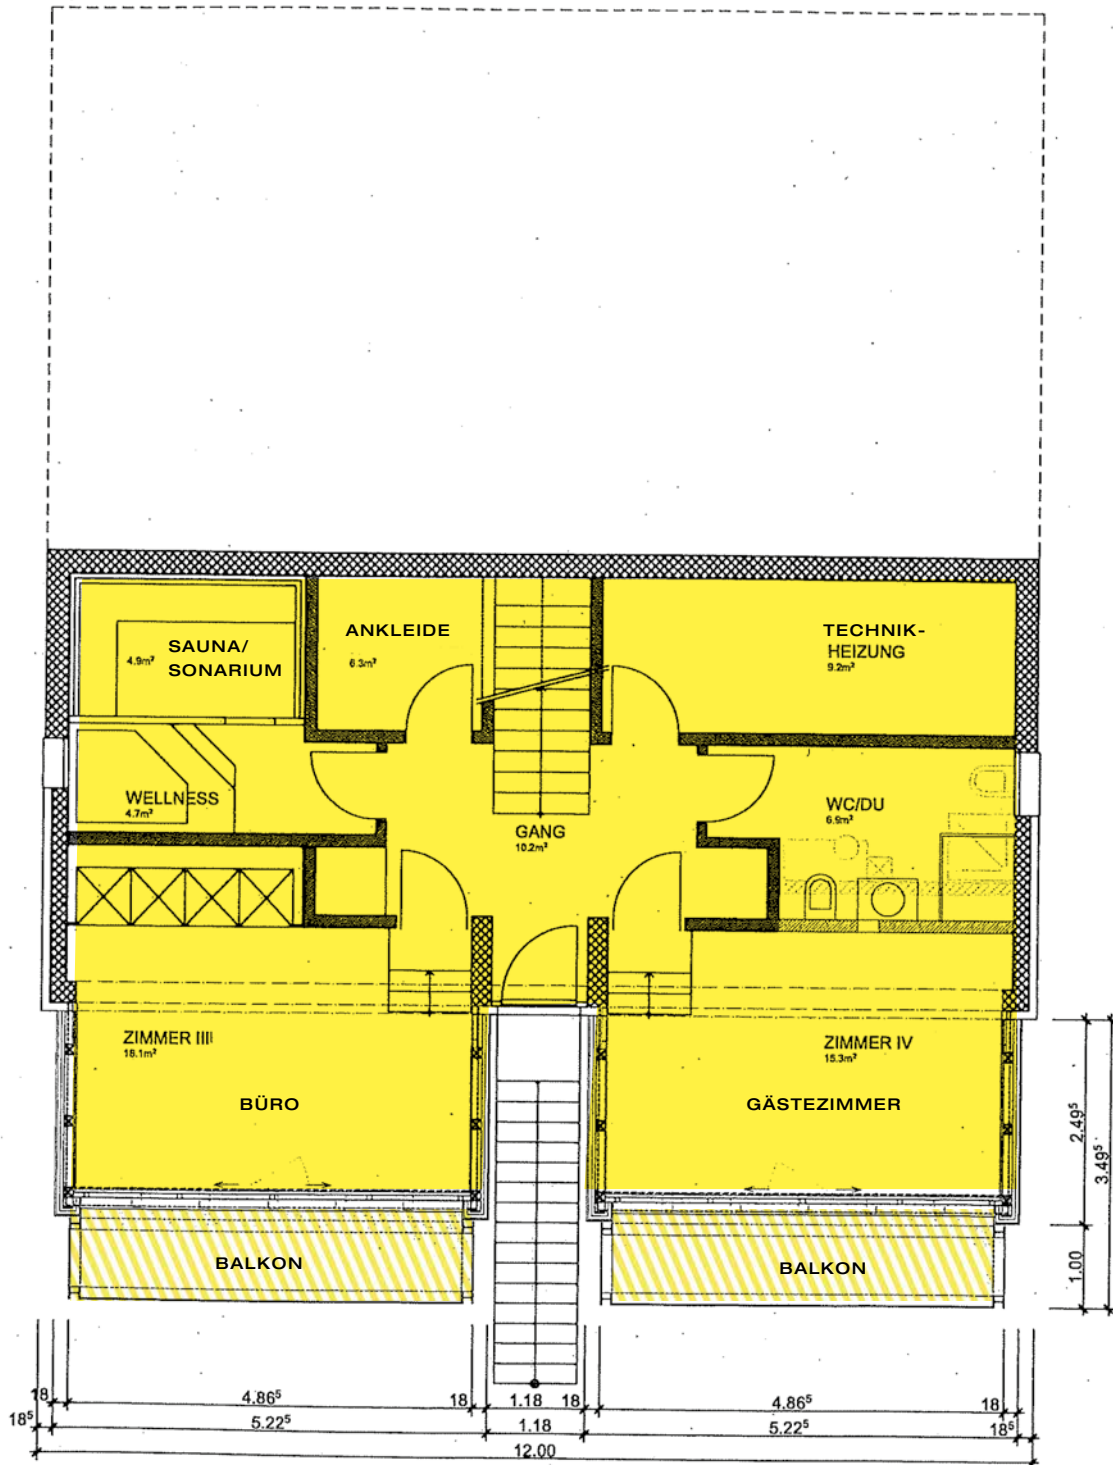 ANKLEIDE
6.3m²
SAUNA/
SONARIUM
4.9m²
TECHNIK-
HEIZUNG
9.2m²
WELLNESS
4.7m²
GANG
10.2m²
WC/DU
6.9m²
ZIMMER III
18.1m²
BÜRO
ZIMMER IV
15.3m²
GÄSTEZIMMER
BALKON
BALKON
2.49⁵
3.49⁵
1.00
18
4.86⁵
18
1.18
18
4.86⁵
18
18⁵
5.22⁵
1.18
5.22⁵
18⁵
12.00